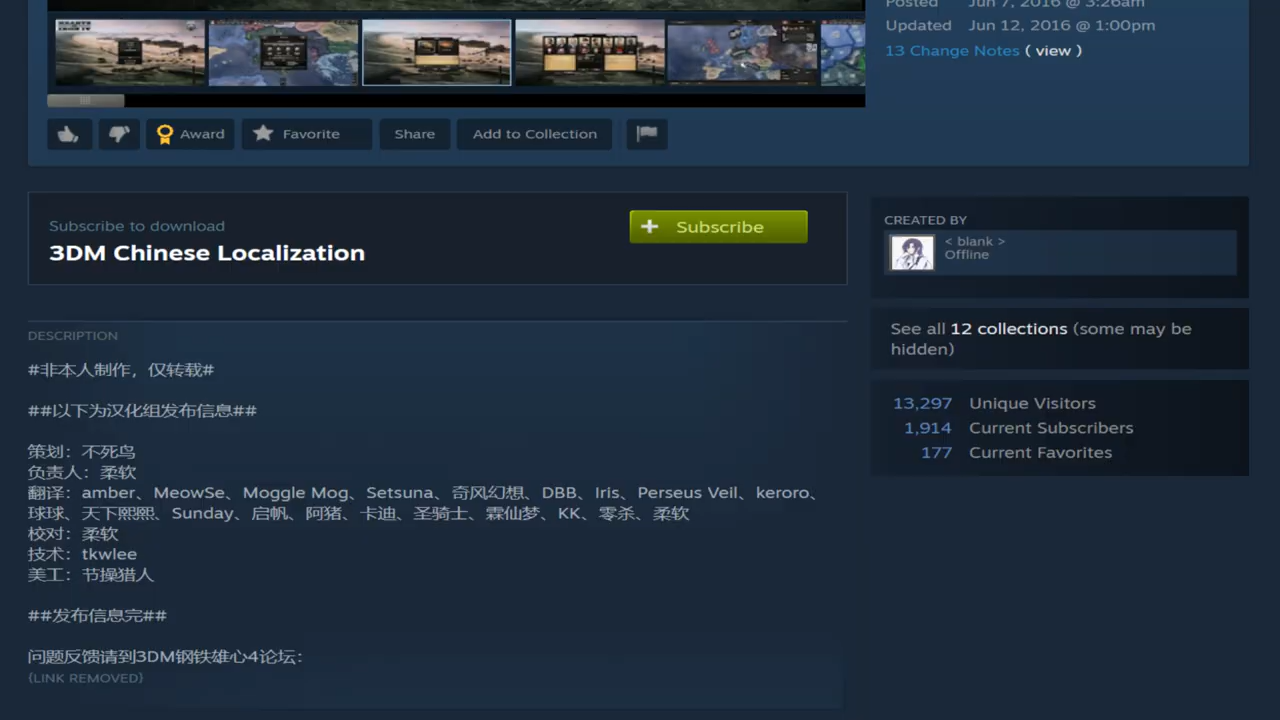 Posted Jun 7, 2016 @ 3:26am
Updated Jun 12, 2016 @ 1:00pm
13 Change Notes ( view )
Award
Favorite
Share
Add to Collection
Subscribe to download
3DM Chinese Localization
Subscribe
CREATED BY
< blank >
Offline
See all 12 collections (some may be
hidden)
13,297 Unique Visitors
1,914 Current Subscribers
177 Current Favorites
DESCRIPTION
#非本人制作，仅转载#
##以下为汉化组发布信息##
策划：不死鸟
负责人：柔软
翻译：amber、MeowSe、Moggle Mog、Setsuna、奇风幻想、DBB、Iris、Perseus Veil、keroro、
球球、天下熙熙、Sunday、启帆、阿猪、卡迪、圣骑士、霖仙梦、KK、零杀、柔软
校对：柔软
技术：tkwlee
美工：节操猎人
##发布信息完##
问题反馈请到3DM钢铁雄心4论坛:
(LINK REMOVED)